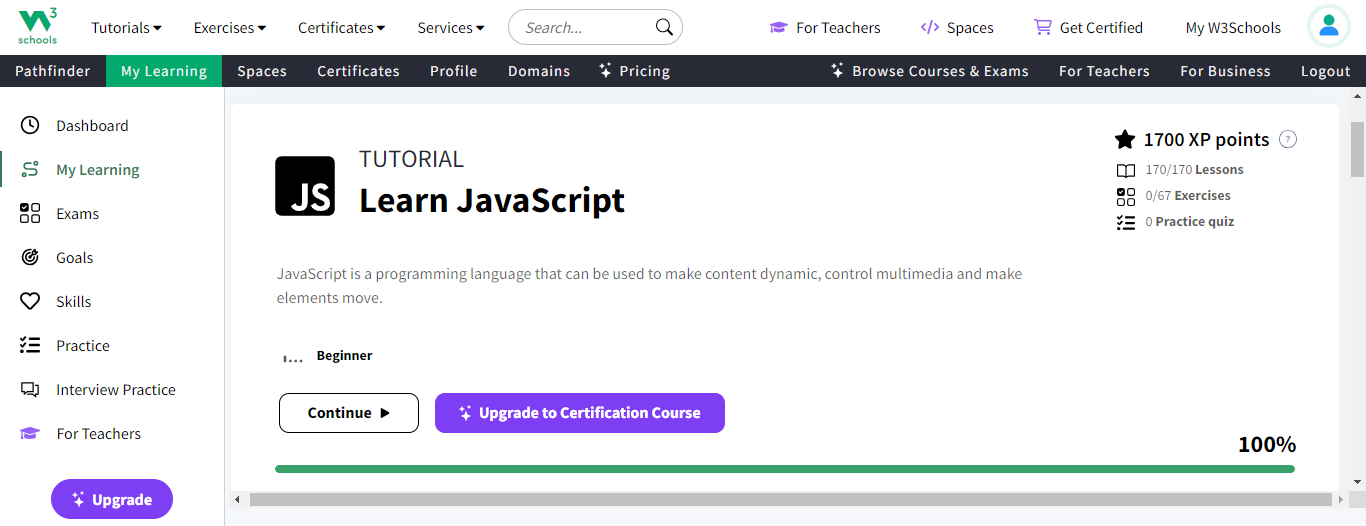 W3
schools
Tutorials Exercises Certificates Services Search... For Teachers Spaces Get Certified My W3Schools
Pathfinder My Learning Spaces Certificates Profile Domains Pricing Browse Courses & Exams For Teachers For Business Logout
Dashboard
My Learning
Exams
Goals
Skills
Practice
Interview Practice
For Teachers
Upgrade
JS
TUTORIAL
Learn JavaScript
1700 XP points ?
170/170 Lessons
0/67 Exercises
0 Practice quiz
JavaScript is a programming language that can be used to make content dynamic, control multimedia and make
elements move.
Beginner
Continue Upgrade to Certification Course
100%